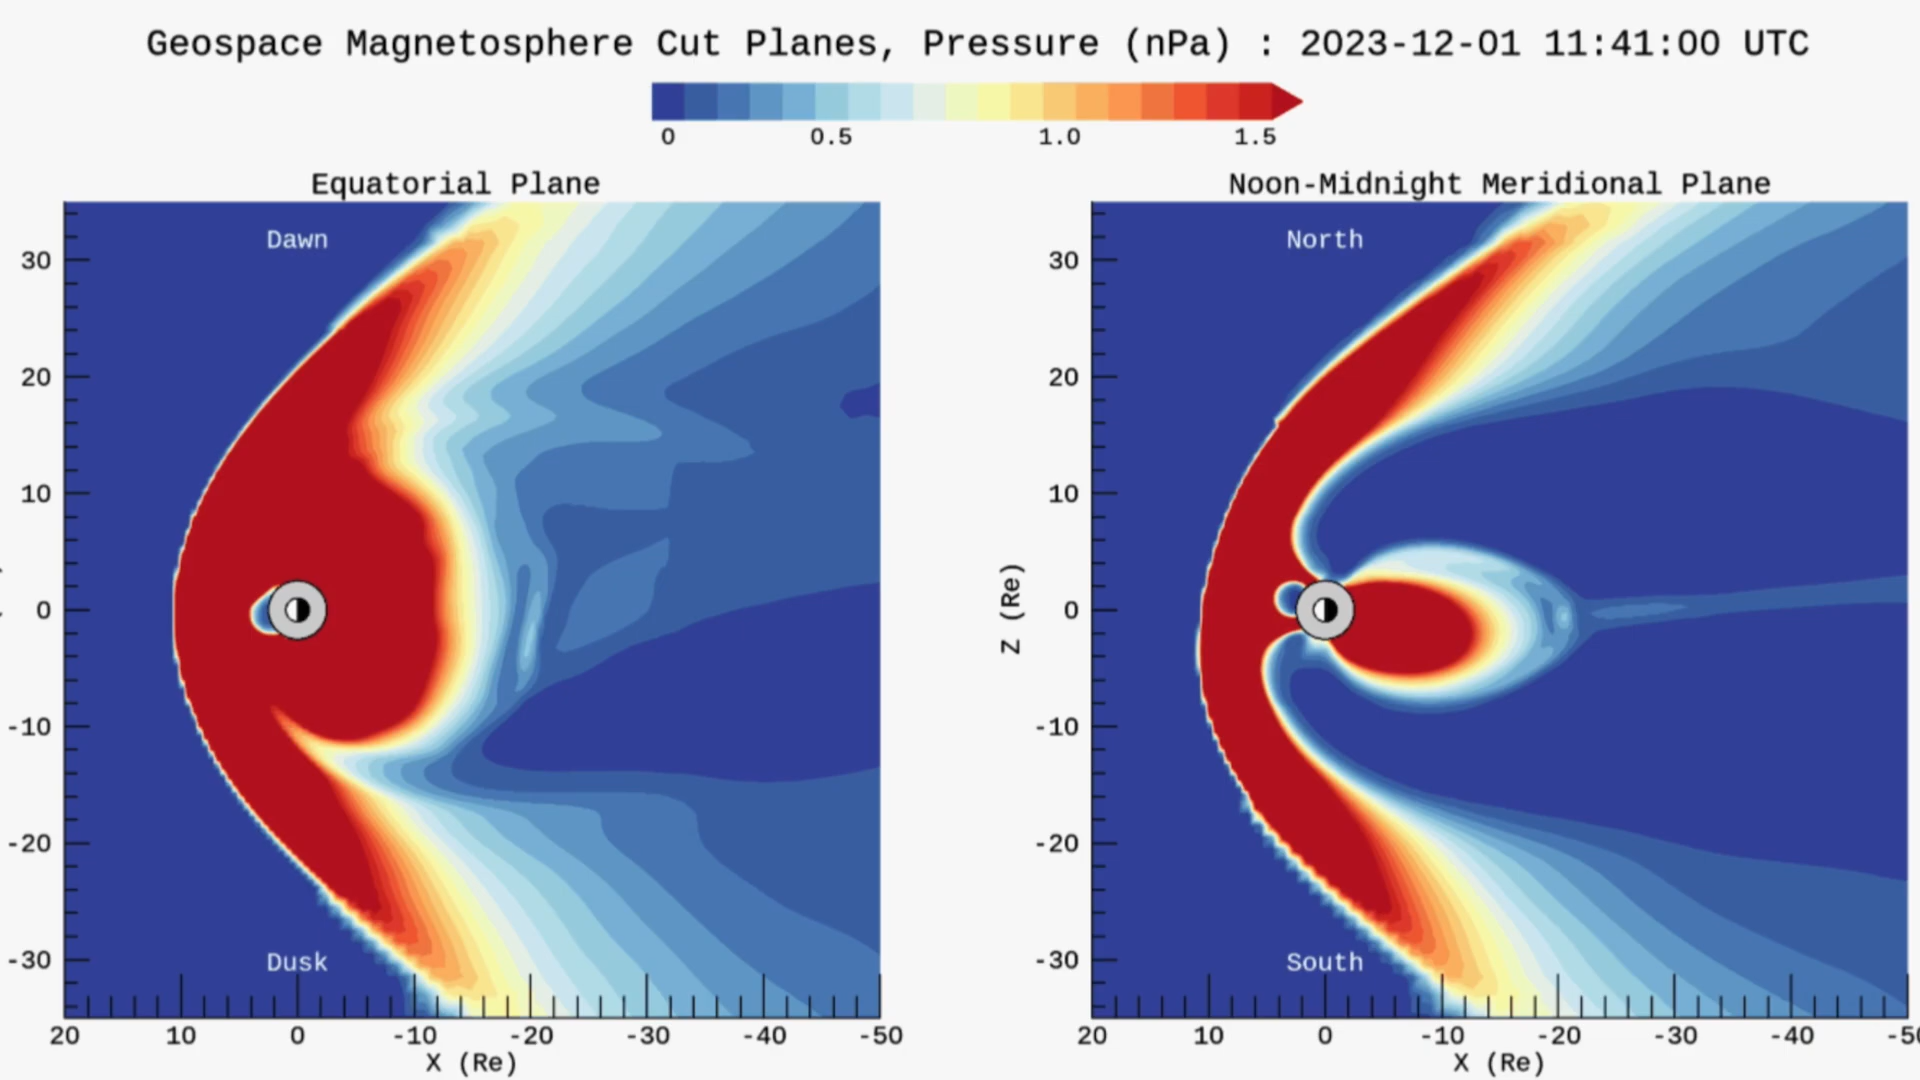 Geospace Magnetosphere Cut Planes, Pressure (nPa) : 2023-12-01 11:41:00 UTC
0 0.5 1.0 1.5
Equatorial Plane
Dawn
30
20
10
0
-10
-20
-30
Dusk
20 10 0 -10 -20 -30 -40 -50
X (Re)
Noon-Midnight Meridional Plane
North
30
20
10
Z (Re)
0
-10
-20
-30
South
20 10 0 -10 -20 -30 -40
X (Re)